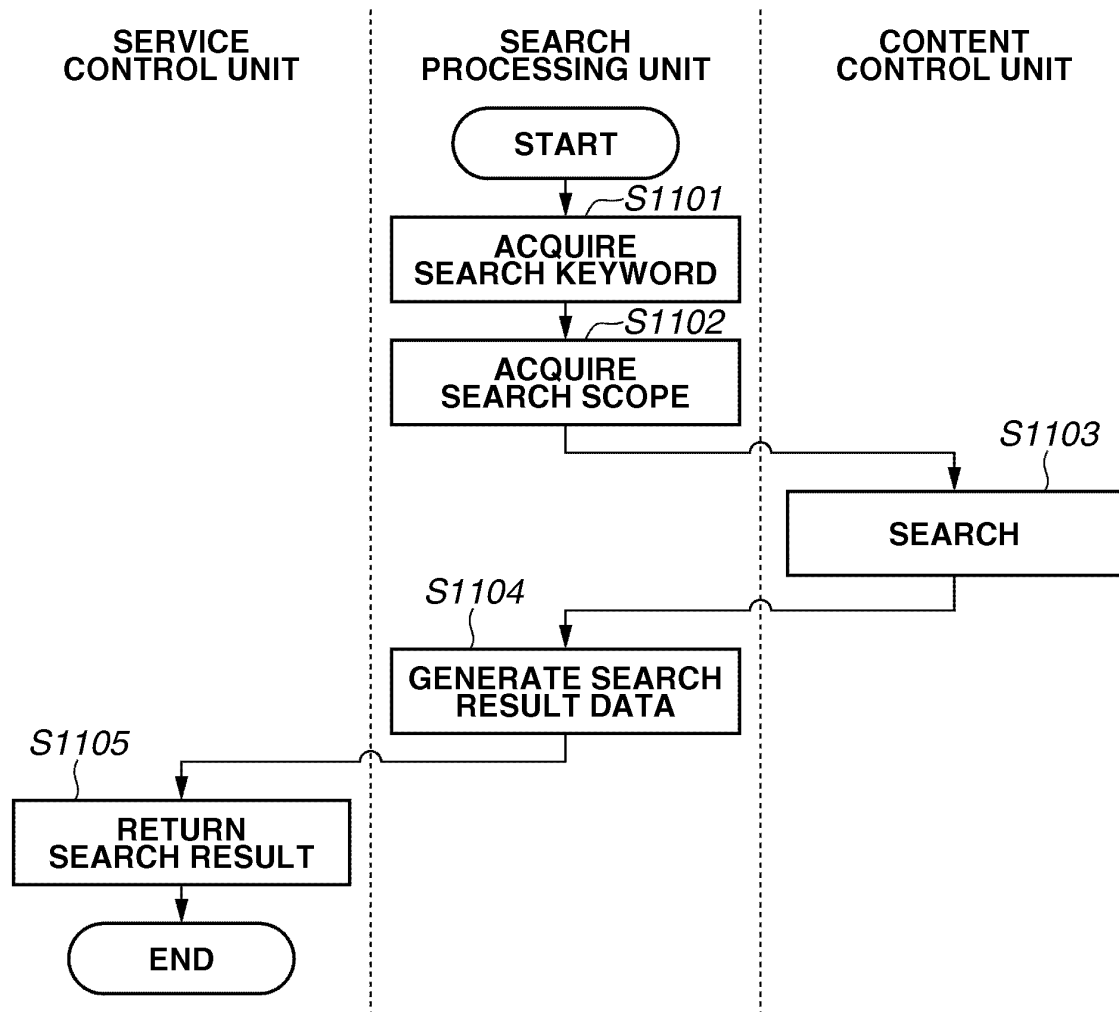 SERVICE
CONTROL UNIT
SEARCH
PROCESSING UNIT
CONTENT
CONTROL UNIT
START
S1101
ACQUIRE
SEARCH KEYWORD
S1102
ACQUIRE
SEARCH SCOPE
S1103
SEARCH
S1104
GENERATE SEARCH
RESULT DATA
S1105
RETURN
SEARCH RESULT
END